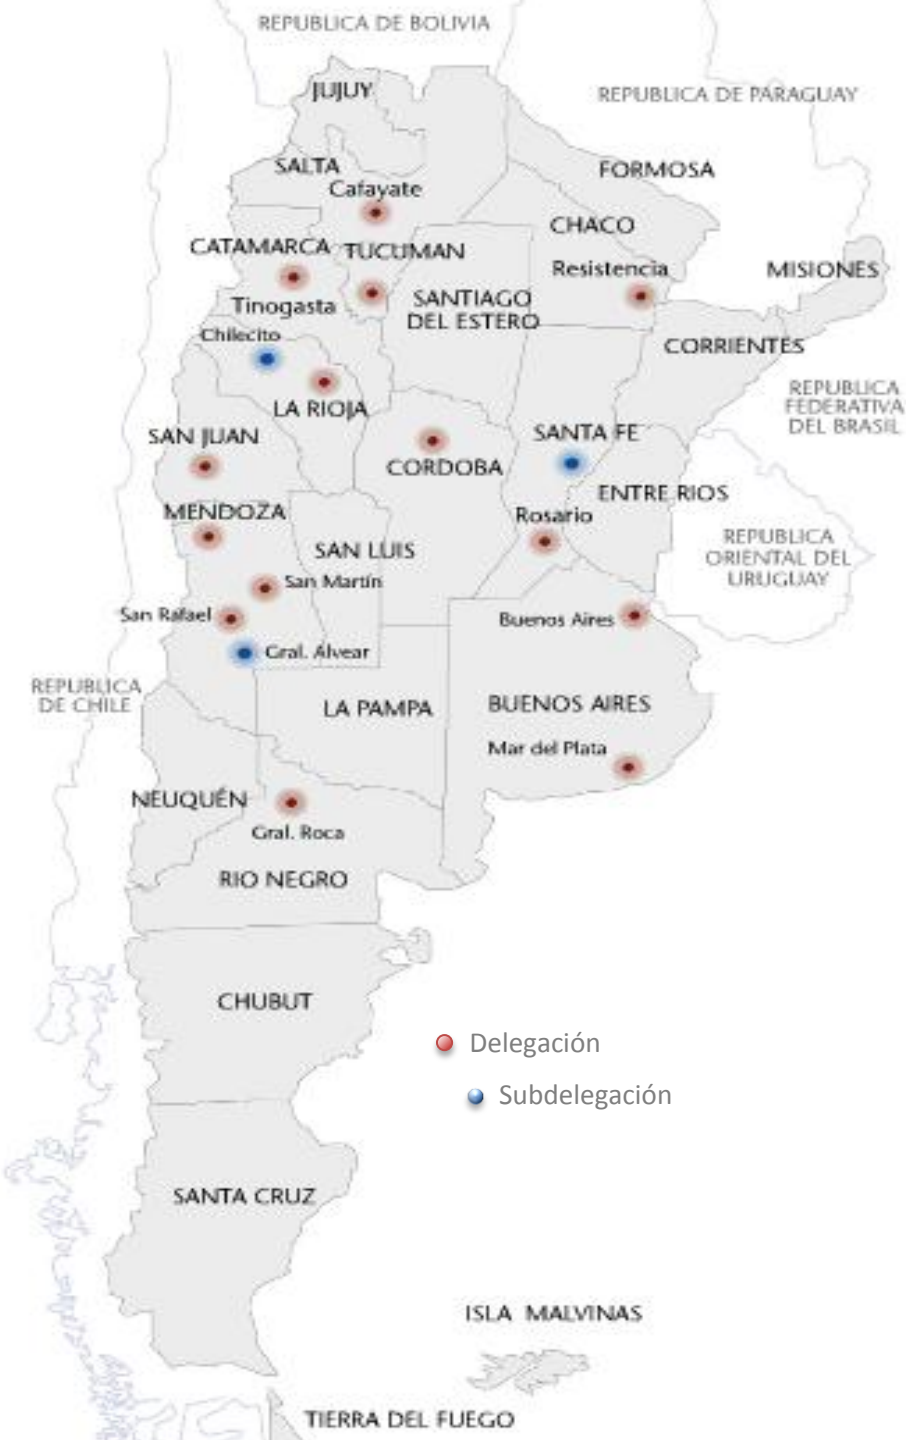 REPUBLICA DE BOLIVIA
JUJUY
REPUBLICA DE PARAGUAY
SALTA
FORMOSA
Cafayate
CHACO
CATAMARCA
TUCUMAN
Resistencia
MISIONES
Tinogasta
SANTIAGO
DEL ESTERO
Chilecito
CORRIENTES
REPUBLICA
FEDERATIVA
DEL BRASIL
LA RIOJA
SAN JUAN
SANTA FE
CORDOBA
ENTRE RIOS
MENDOZA
Rosario
SAN LUIS
REPUBLICA
ORIENTAL DEL
URUGUAY
San Martín
San Rafael
Buenos Aires
Gral. Alvear
REPUBLICA
DE CHILE
LA PAMPA
BUENOS AIRES
Mar del Plata
NEUQUÉN
Gral. Roca
RIO NEGRO
CHUBUT
Delegación
Subdelegación
SANTA CRUZ
ISLA MALVINAS
TIERRA DEL FUEGO